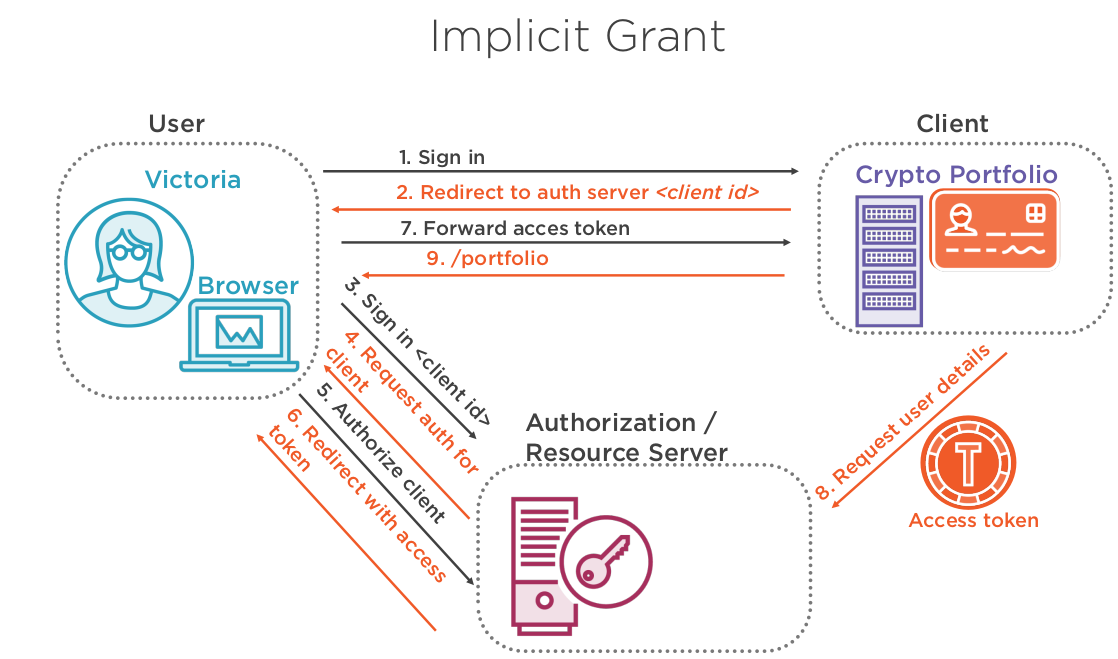 Implicit Grant
User
Client
Victoria
Crypto Portfolio
Browser
1. Sign in
2. Redirect to auth server <client id>
7. Forward acces token
9. /portfolio
3. Sign in <client id>
4. Request auth for
client
5. Authorize client
6. Redirect with access
token
Authorization /
Resource Server
8. Request user details
T
Access token